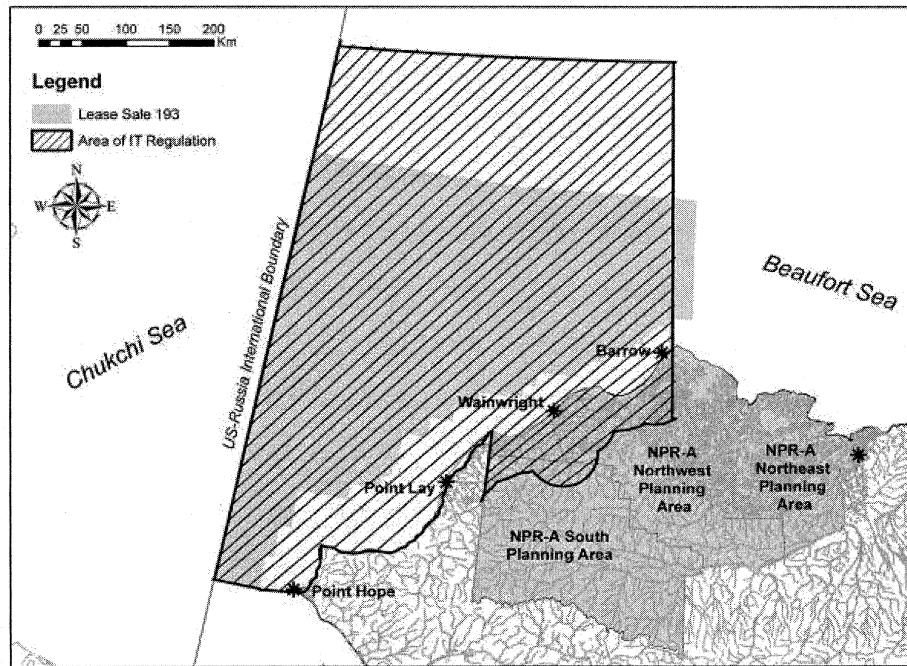 0 25 50 100 150 200
Km
Legend
Lease Sale 193
Area of IT Regulation
N
W E
S
US-Russia International Boundary
Chukchi Sea
Beaufort Sea
Barrow
Wainwright
Point Lay
Point Hope
NPR-A
Northwest
Planning
Area
NPR-A
Northeast
Planning
Area
NPR-A South
Planning Area